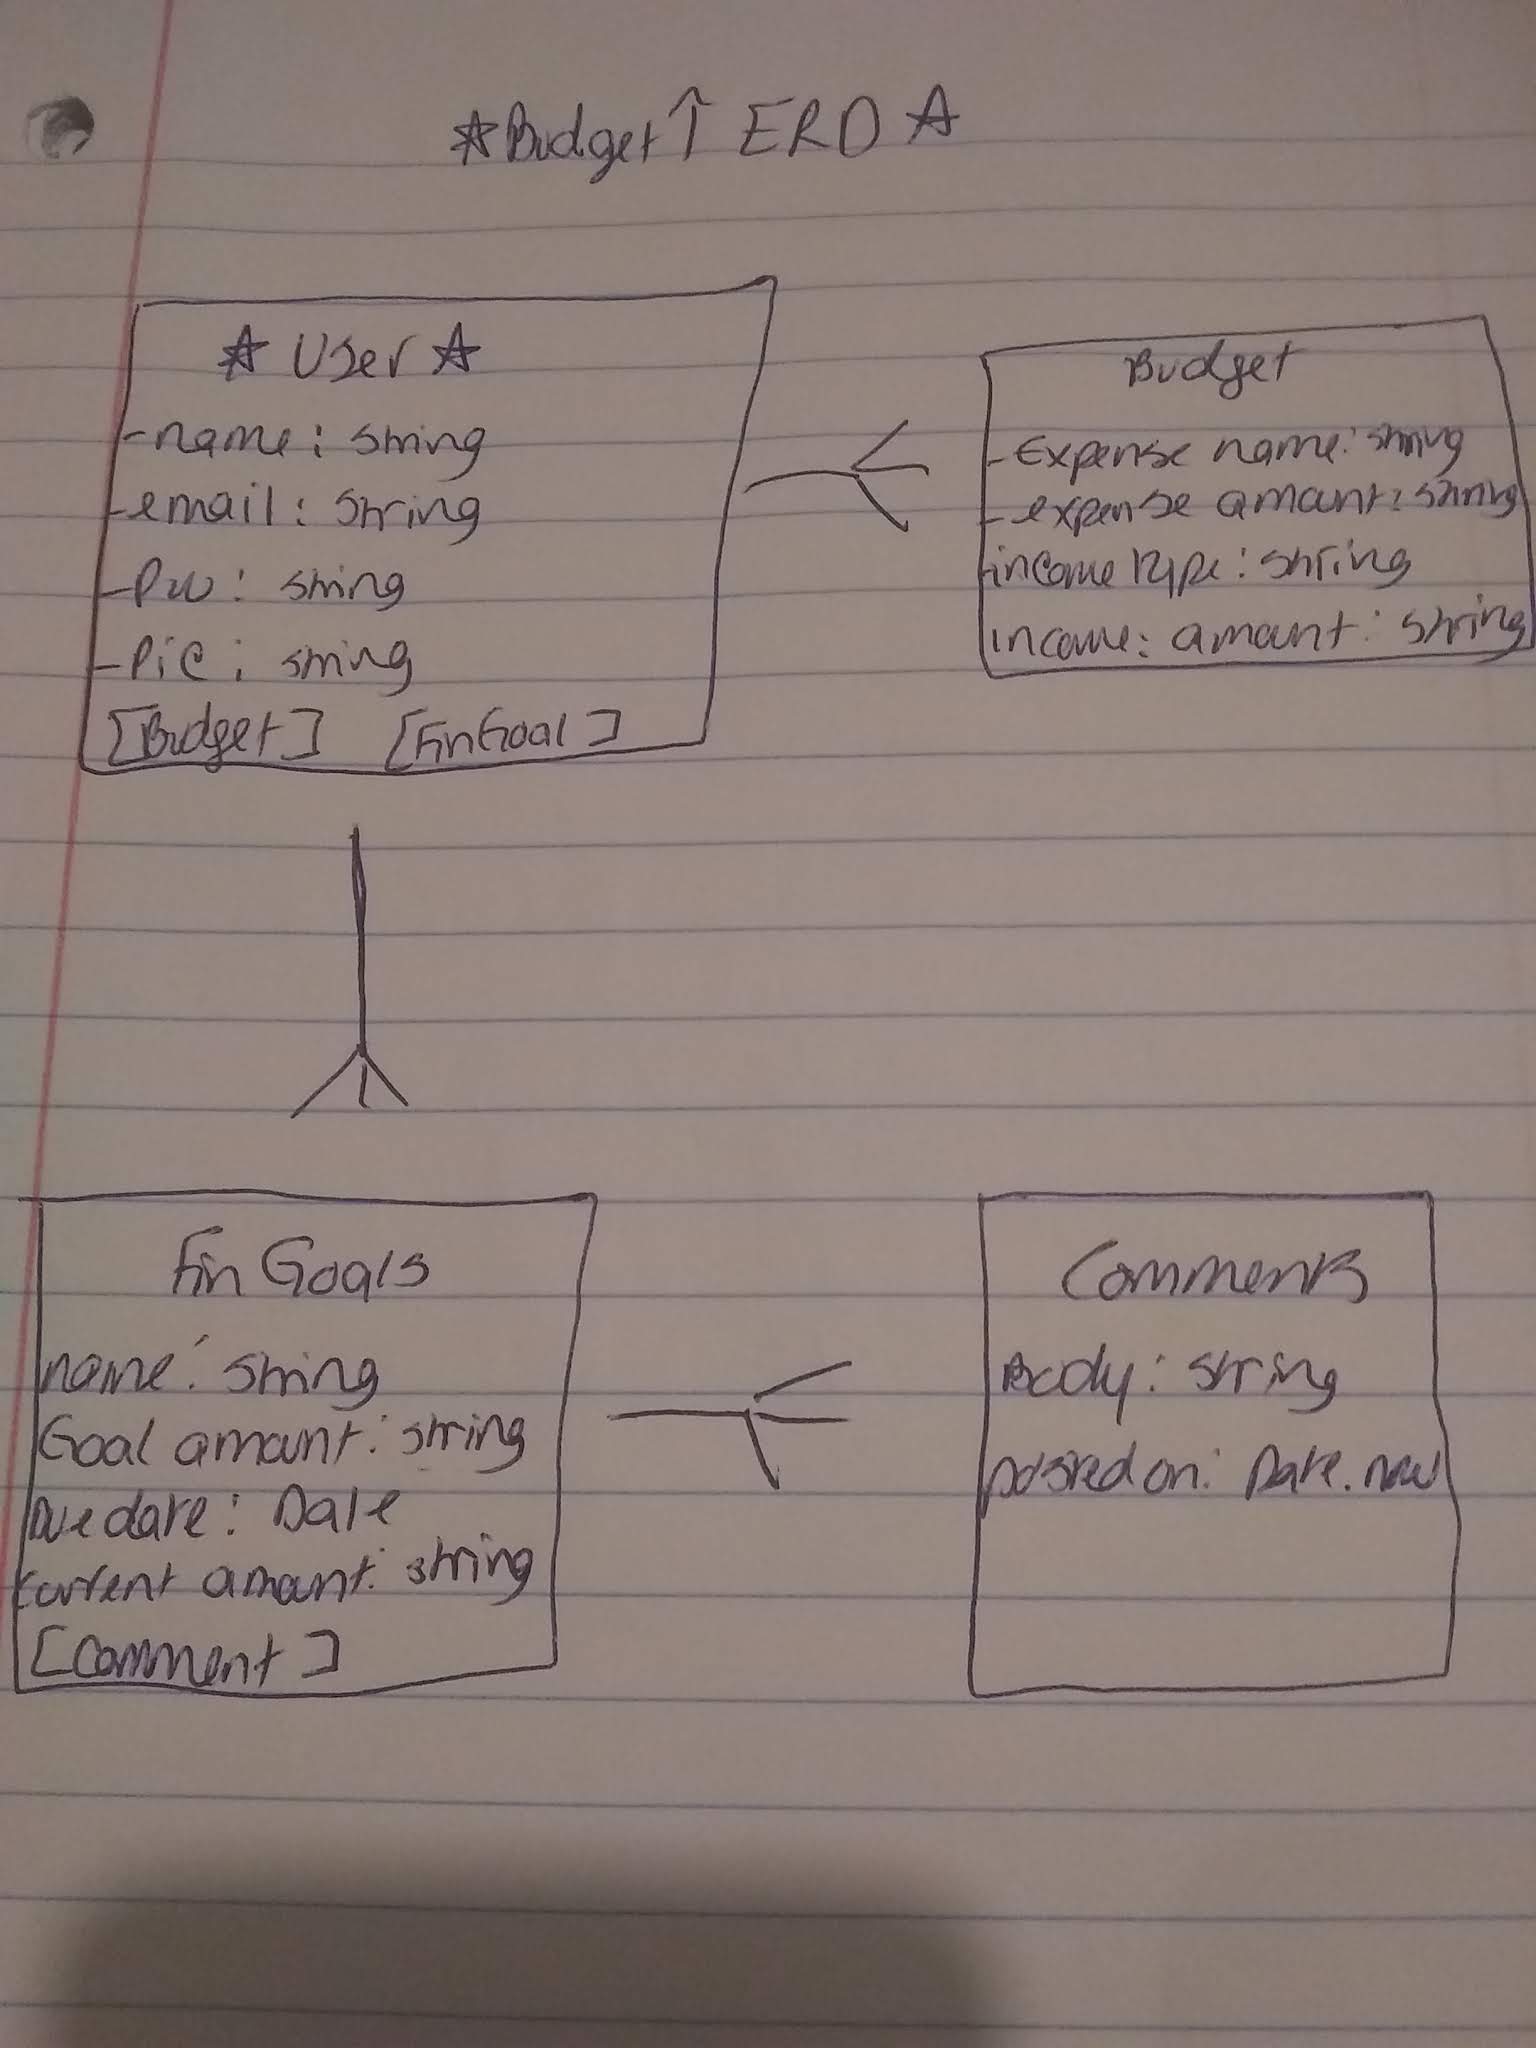 ☆Budget↑ ERD ☆
☆ User ☆
-name: string
-email: string
-Pw: string
-Pic: string
[Budget] [FinGoal]
Budget
-Expense name: string
-expense amount: string
income type: string
income: amount: string
Fin Goals
name: string
Goal amount: string
Due date: Date
current amount: string
[Comment]
Comments
Body: string
posted on: Date.now